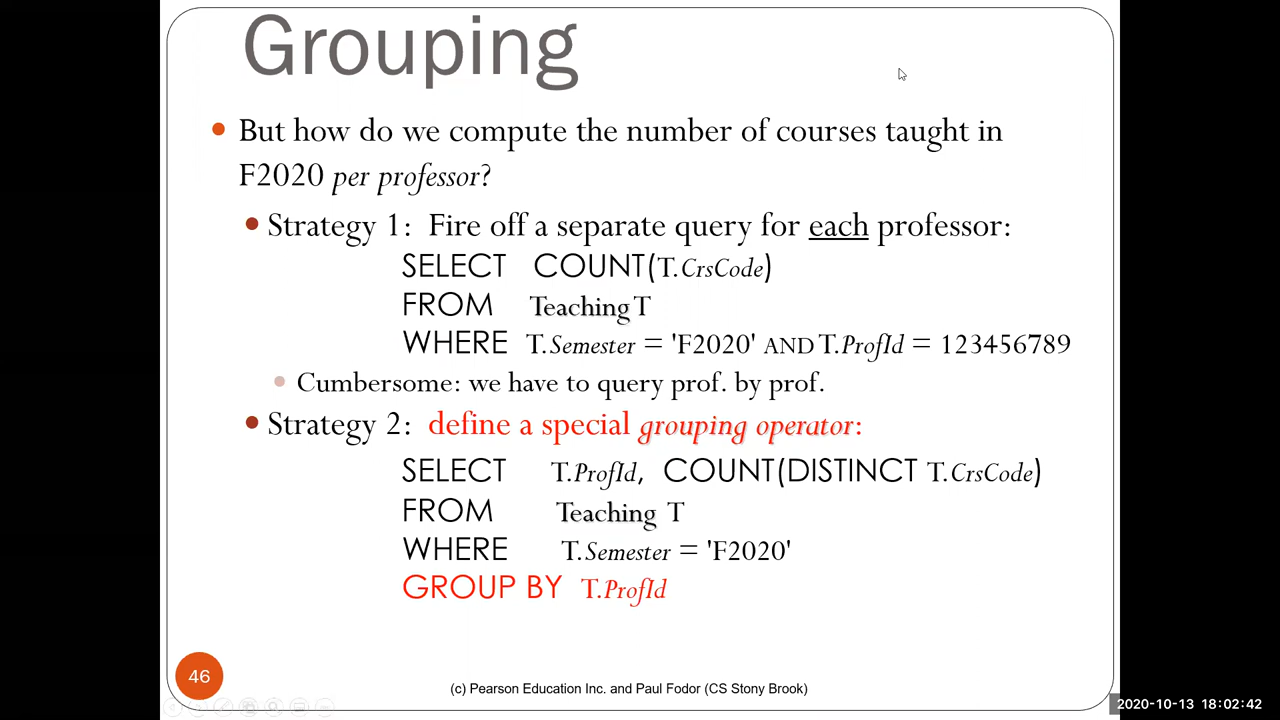 Grouping
• But how do we compute the number of courses taught in
F2020 per professor?
• Strategy 1: Fire off a separate query for each professor:
SELECT COUNT(T.CrsCode)
FROM Teaching T
WHERE T.Semester = 'F2020' AND T.ProfId = 123456789
• Cumbersome: we have to query prof. by prof.
• Strategy 2: define a special grouping operator:
SELECT T.ProfId, COUNT(DISTINCT T.CrsCode)
FROM Teaching T
WHERE T.Semester = 'F2020'
GROUP BY T.ProfId
46
(c) Pearson Education Inc. and Paul Fodor (CS Stony Brook)
2020-10-13 18:02:42